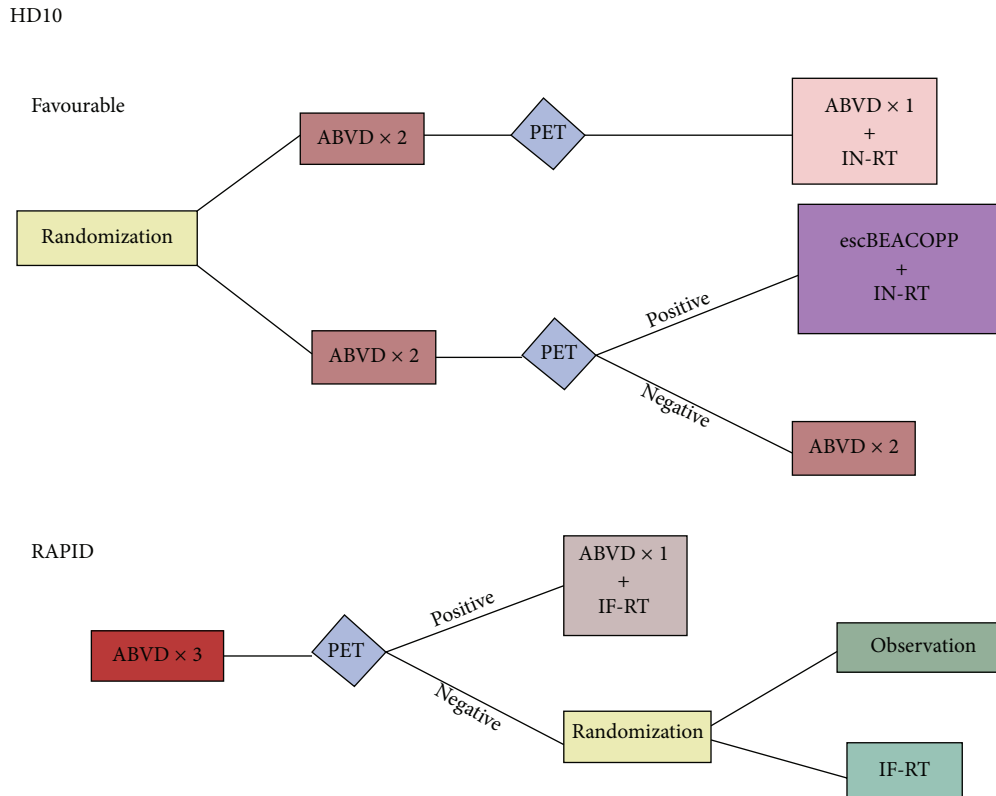 HD10
Favourable
Randomization
ABVD × 2
PET
ABVD × 1
+
IN-RT
ABVD × 2
PET
Positive
escBEACOPP
+
IN-RT
Negative
ABVD × 2
RAPID
ABVD × 3
PET
Positive
ABVD × 1
+
IF-RT
Negative
Randomization
Observation
IF-RT